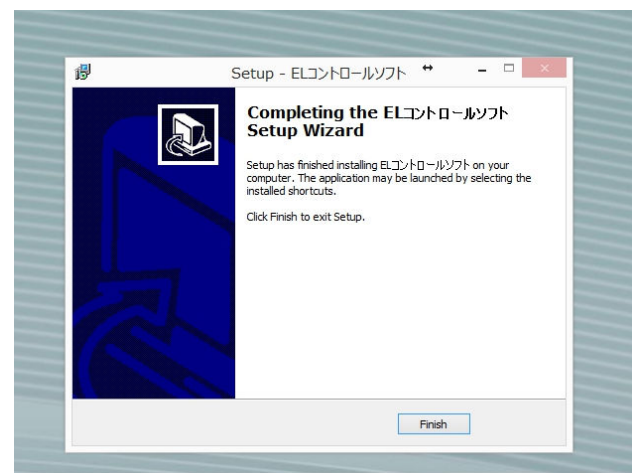 Setup - ELコントロールソフト
Completing the ELコントロールソフト
Setup Wizard
Setup has finished installing ELコントロールソフト on your
computer. The application may be launched by selecting the
installed shortcuts.
Click Finish to exit Setup.
Finish